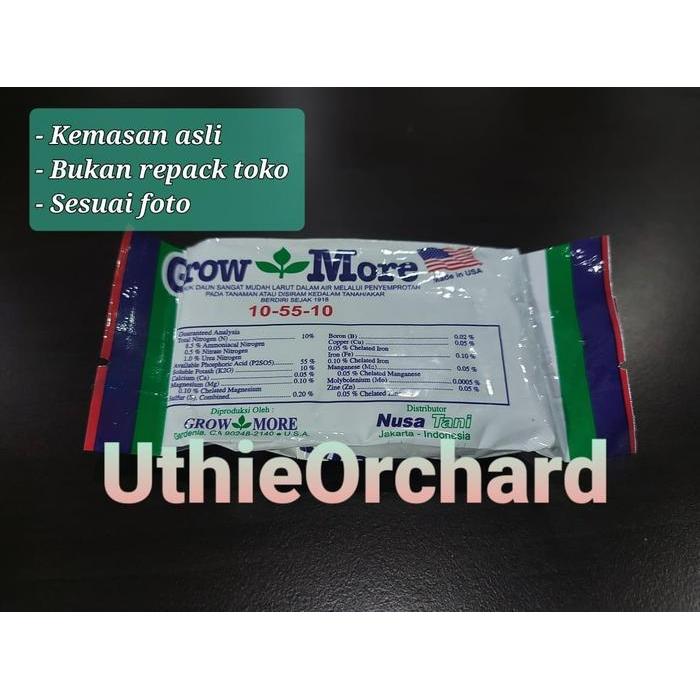 - Kemasan asli
- Bukan repack toko
- Sesuai foto
Grow More
Made in USA
DAUN SANGAT MUDAH LARUT DALAM AIR MELALUI PENYEMPROTAN
PADA TANAMAN ATAU DISIRAM KEDALAM TANAH/AKAR
BERDIRI SEJAK 1918
10-55-10
Guaranteed Analysis
Total Nitrogen (N) 10%
8.5 % Ammoniacal Nitrogen
0.5 % Nitrate Nitrogen
1.0 % Urea Nitrogen
Available Phosphoric Acid (P2SO5) 55 %
Soluble Potash (K2O) 10 %
Calcium (Ca) 0.05 %
Magnesium (Mg) 0.10 %
0.10 % Chelated Magnesium
Sulfur (S), Combined 0.20 %
Boron (B) 0.02 %
Copper (Cu) 0.05 %
0.05 % Chelated Iron
Iron (Fe) 0.10 %
0.10 % Chelated Iron
Manganese (Mn) 0.05 %
0.05 % Chelated Manganese
Molybolenium (Mo) 0.0005 %
Zine (Zn) 0.05 %
0.05 % Chelated
Diproduksi Oleh :
GROW MORE
Gardenia, CA 90248-2140 • U.S.A.
Distributor
Nusa Tani
Jakarta - Indonesia
UthieOrchard